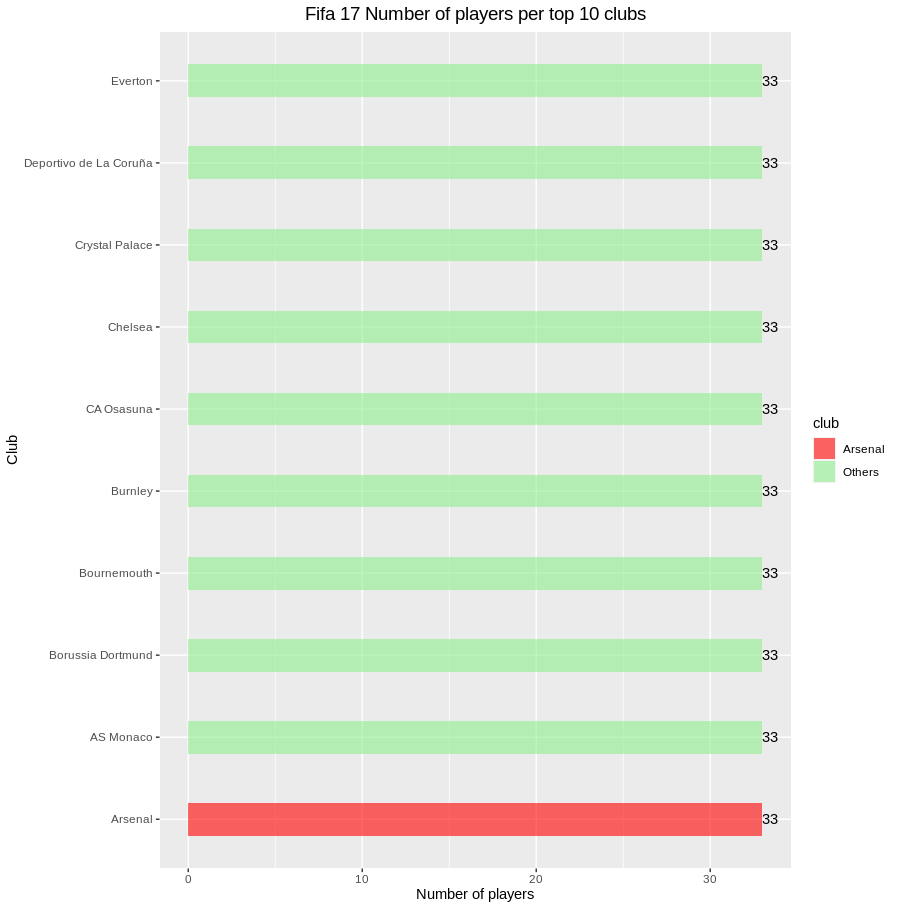 Fifa 17 Number of players per top 10 clubs
Everton 33
Deportivo de La Coruña 33
Crystal Palace 33
Chelsea 33
CA Osasuna 33
Burnley 33
Bournemouth 33
Borussia Dortmund 33
AS Monaco 33
Arsenal 33
0 10 20 30
Number of players
Club
club
Arsenal
Others